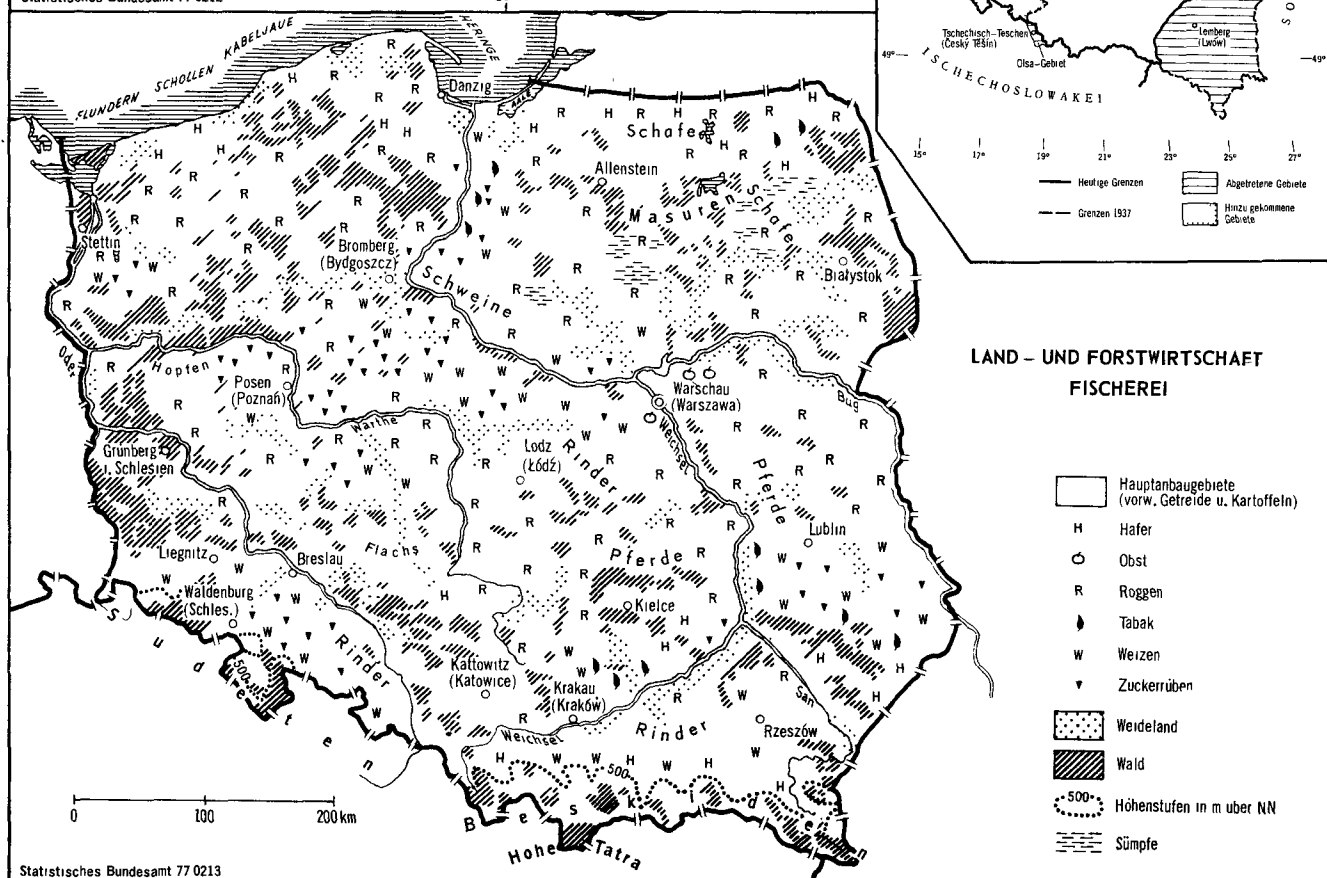 Statistisches Bundesamt 77 0212
Tschechisch-Teschen
(Český Těšín)
Olsa-Gebiet
Lemberg
(Lwów)
49°
49°
TSCHECHOSLOWAKEI
SO
15° 17° 19° 21° 23° 25° 27°
Heutige Grenzen
Grenzen 1937
Abgetretene Gebiete
Hinzu gekommene
Gebiete
FLUNDERN SCHOLLEN KABELJAUE
HERINGE
AALE
Danzig
Schafe
Allenstein
Masuren
Schafe
Stettin
Bromberg
(Bydgoszcz)
Schweine
Białystok
Oder
Hopfen
Posen
(Poznań)
Warthe
Warschau
(Warszawa)
Weichsel
Bug
Grünberg
i. Schlesien
Lodz
(Łódź)
Rinder
Pferde
Liegnitz
Breslau
Flachs
Pferde
Lublin
Waldenburg
(Schles.)
Kielce
Sudeten
500
Rinder
Kattowitz
(Katowice)
Krakau
(Kraków)
Weichsel
Rinder
San
Rzeszów
500
Beskiden
Hohe Tatra
0 100 200 km
Statistisches Bundesamt 77 0213
LAND - UND FORSTWIRTSCHAFT
FISCHEREI
Hauptanbaugebiete
(vorw. Getreide u. Kartoffeln)
H Hafer
Obst
R Roggen
Tabak
W Weizen
Zuckerrüben
Weideland
Wald
500 Höhenstufen in m über NN
Sümpfe